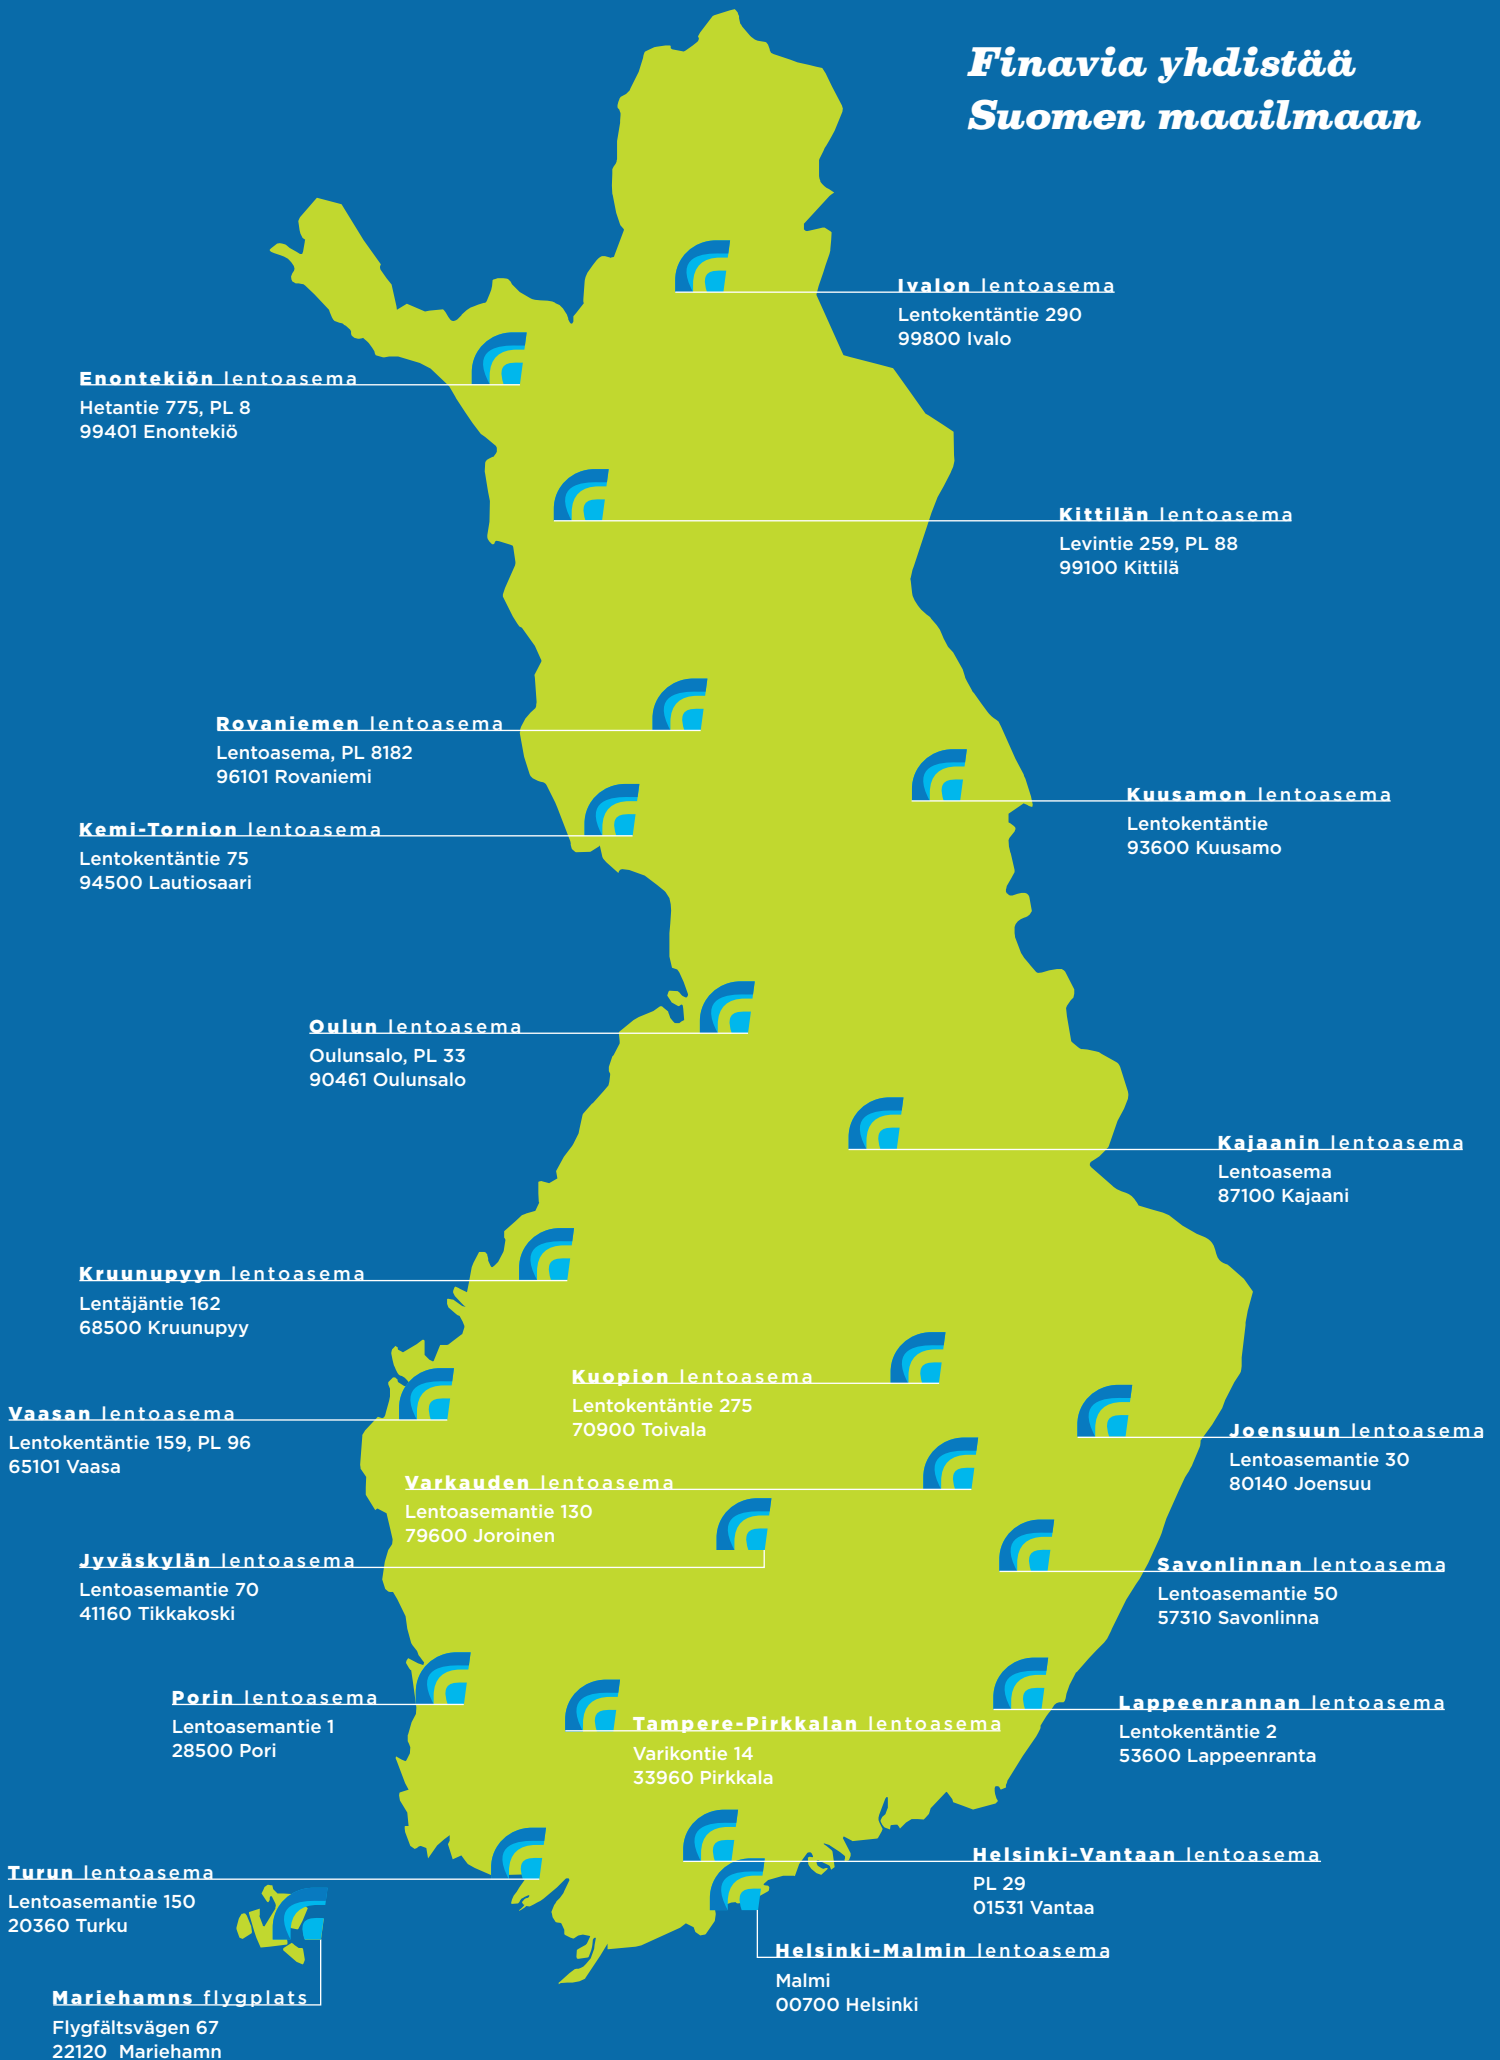 Finavia yhdistää
Suomen maailmaan
Ivalon lentoasema
Lentokentäntie 290
99800 Ivalo
Enontekiön lentoasema
Hetantie 775, PL 8
99401 Enontekiö
Kittilän lentoasema
Levintie 259, PL 88
99100 Kittilä
Rovaniemen lentoasema
Lentoasema, PL 8182
96101 Rovaniemi
Kuusamon lentoasema
Lentokentäntie
93600 Kuusamo
Kemi-Tornion lentoasema
Lentokentäntie 75
94500 Lautiosaari
Oulun lentoasema
Oulunsalo, PL 33
90461 Oulunsalo
Kajaanin lentoasema
Lentoasema
87100 Kajaani
Kruunupyyn lentoasema
Lentäjäntie 162
68500 Kruunupyy
Kuopion lentoasema
Lentokentäntie 275
70900 Toivala
Vaasan lentoasema
Lentokentäntie 159, PL 96
65101 Vaasa
Joensuun lentoasema
Lentoasemantie 30
80140 Joensuu
Varkauden lentoasema
Lentoasemantie 130
79600 Joroinen
Jyväskylän lentoasema
Lentoasemantie 70
41160 Tikkakoski
Savonlinnan lentoasema
Lentoasemantie 50
57310 Savonlinna
Porin lentoasema
Lentoasemantie 1
28500 Pori
Lappeenrannan lentoasema
Lentokentäntie 2
53600 Lappeenranta
Tampere-Pirkkalan lentoasema
Varikontie 14
33960 Pirkkala
Helsinki-Vantaan lentoasema
PL 29
01531 Vantaa
Turun lentoasema
Lentoasemantie 150
20360 Turku
Helsinki-Malmin lentoasema
Malmi
00700 Helsinki
Mariehamns flygplats
Flygfältsvägen 67
22120 Mariehamn